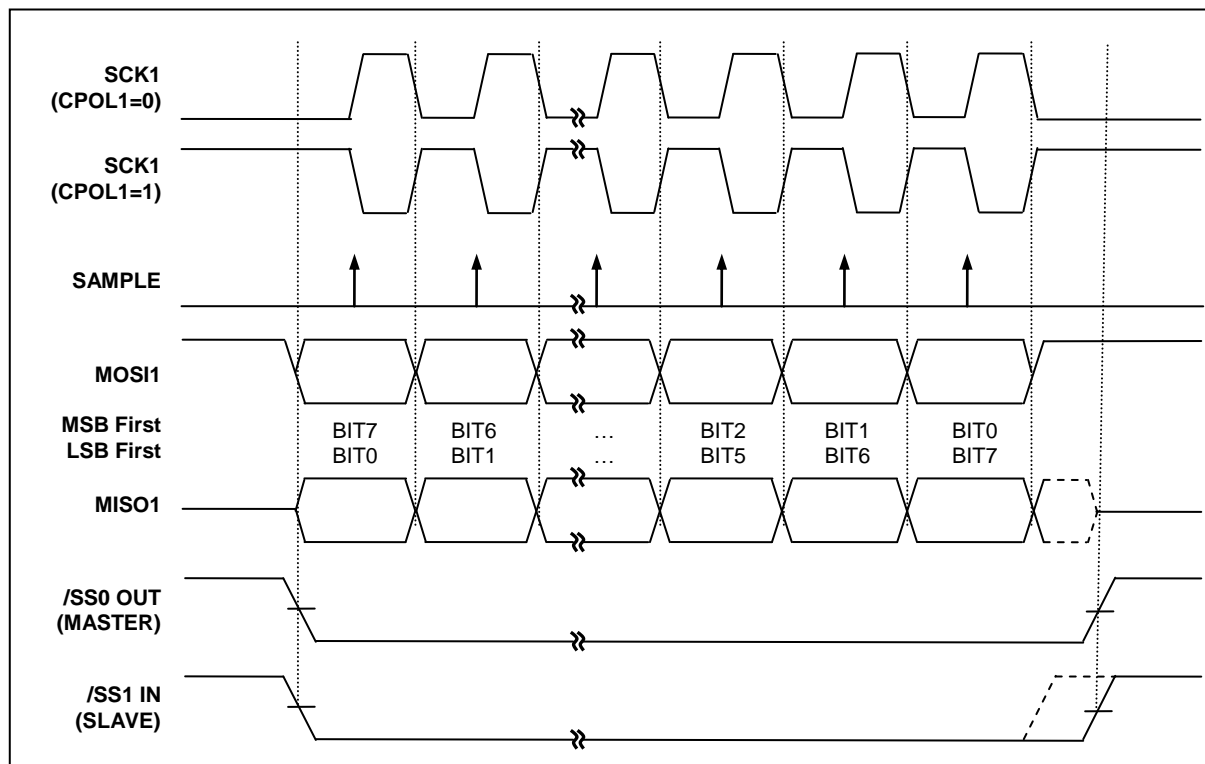 SCK1
(CPOL1=0)
SCK1
(CPOL1=1)
SAMPLE
MOSI1
MSB First
LSB First
BIT7 BIT6 … BIT2 BIT1 BIT0
BIT0 BIT1 … BIT5 BIT6 BIT7
MISO1
/SS0 OUT
(MASTER)
/SS1 IN
(SLAVE)